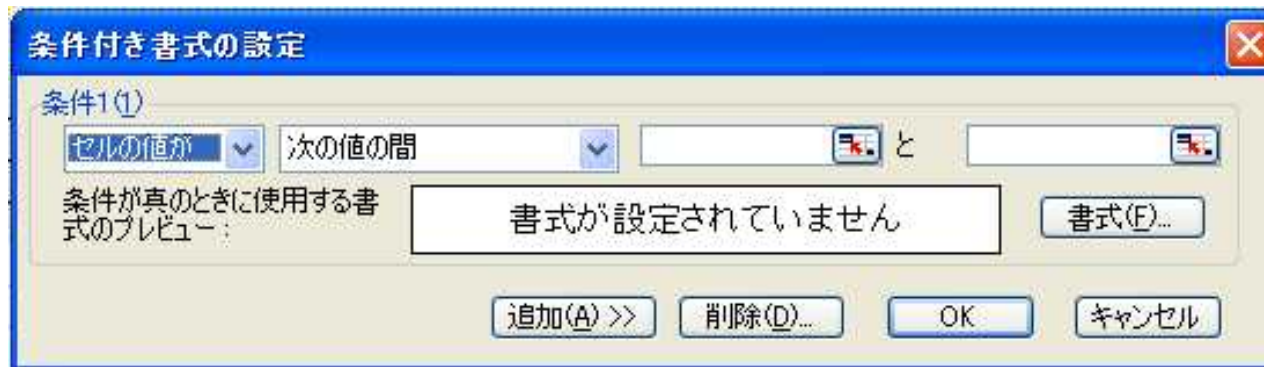 条件付き書式の設定
条件1(1)
セルの値が 次の値の間 と
条件が真のときに使用する書
式のプレビュー:
書式が設定されていません
書式(F)...
追加(A) >> 削除(D)... OK キャンセル